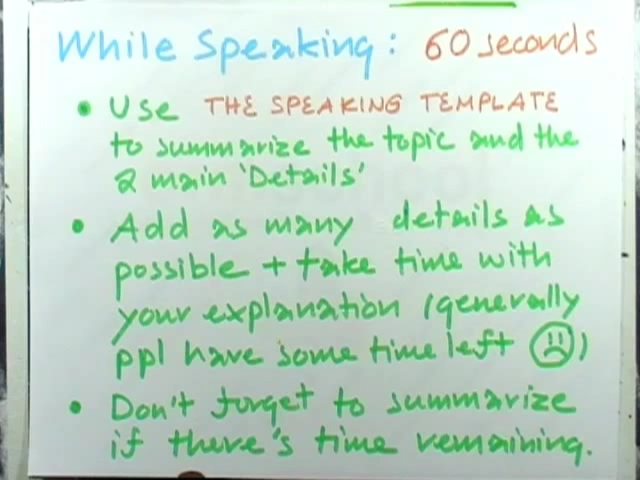 While Speaking: 60 seconds
• Use THE SPEAKING TEMPLATE
to summarize the topic and the
2 main 'Details'
• Add as many details as
possible + take time with
your explanation (generally
ppl have some time left ☹)
• Don't forget to summarize
if there's time remaining.